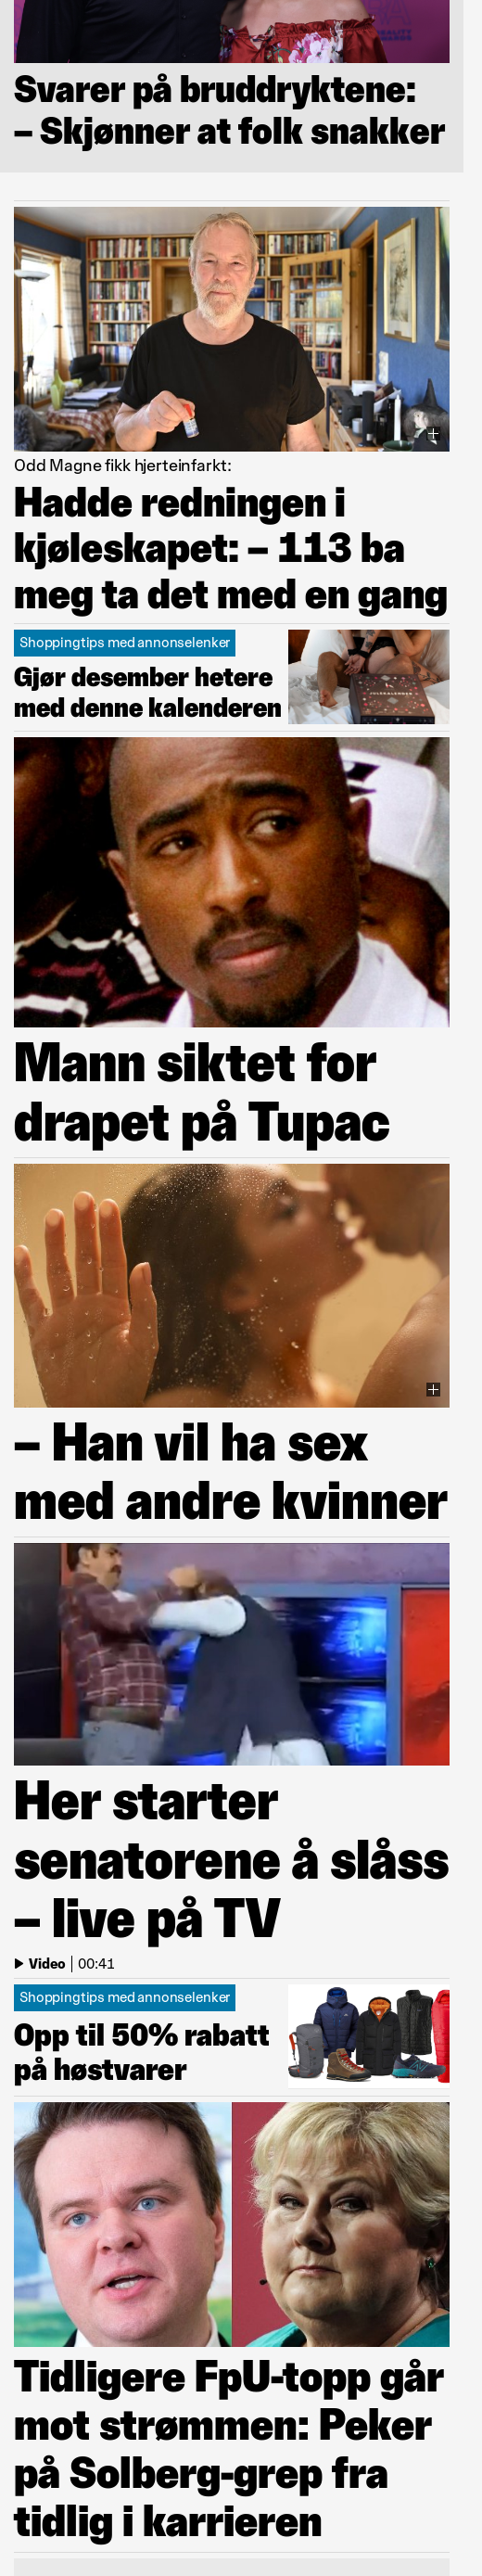 Svarer på bruddryktene:
– Skjønner at folk snakker
Odd Magne fikk hjerteinfarkt:
Hadde redningen i
kjøleskapet: – 113 ba
meg ta det med en gang
Shoppingtips med annonselenker
Gjør desember hetere
med denne kalenderen
JULEKALENDER
Mann siktet for
drapet på Tupac
– Han vil ha sex
med andre kvinner
Her starter
senatorene å slåss
– live på TV
Video | 00:41
Shoppingtips med annonselenker
Opp til 50% rabatt
på høstvarer
Tidligere FpU-topp går
mot strømmen: Peker
på Solberg-grep fra
tidlig i karrieren